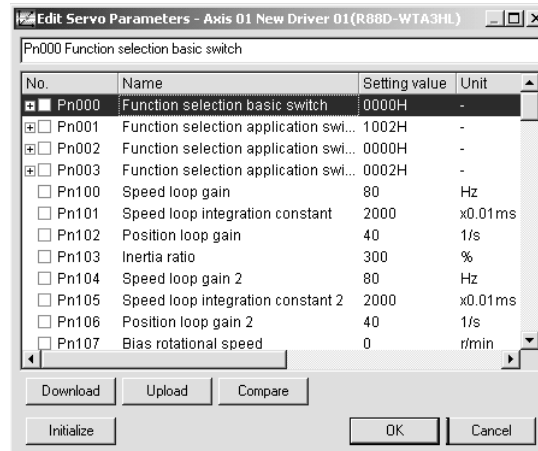 Edit Servo Parameters - Axis 01 New Driver 01(R88D-WTA3HL)
Pn000 Function selection basic switch
No. Name Setting value Unit
Pn000 Function selection basic switch 0000H -
Pn001 Function selection application swi... 1002H -
Pn002 Function selection application swi... 0000H -
Pn003 Function selection application swi... 0002H -
Pn100 Speed loop gain 80 Hz
Pn101 Speed loop integration constant 2000 x0.01ms
Pn102 Position loop gain 40 1/s
Pn103 Inertia ratio 300 %
Pn104 Speed loop gain 2 80 Hz
Pn105 Speed loop integration constant 2 2000 x0.01ms
Pn106 Position loop gain 2 40 1/s
Pn107 Bias rotational speed 0 r/min
Download Upload Compare
Initialize OK Cancel